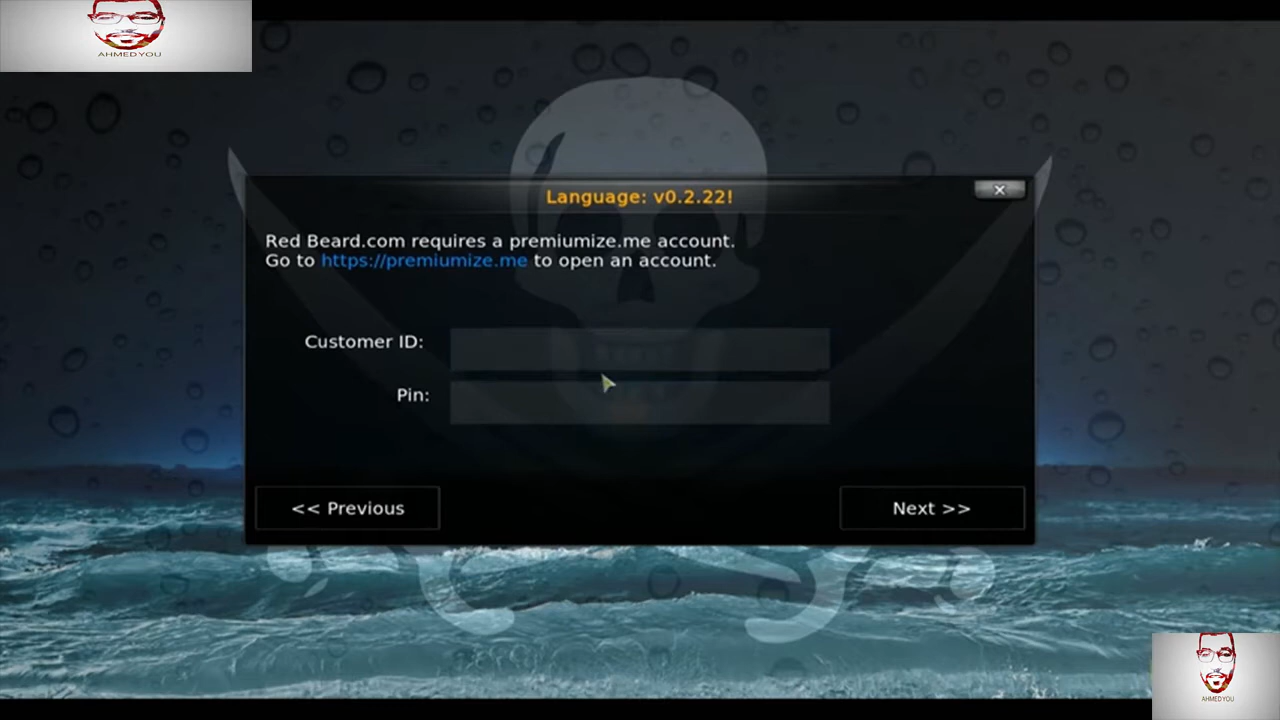 AHMEDYOU
Language: v0.2.22!
Red Beard.com requires a premiumize.me account.
Go to https://premiumize.me to open an account.
Customer ID:
Pin:
<< Previous
Next >>
AHMEDYOU